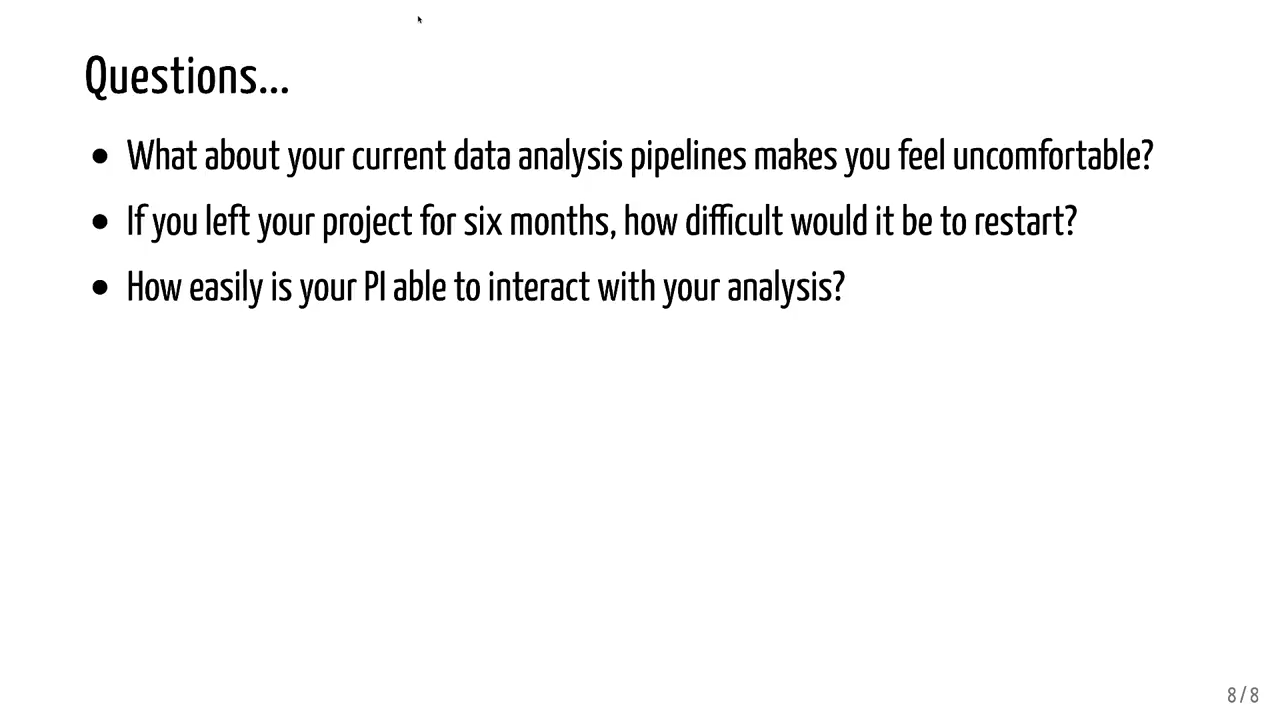 Questions...
• What about your current data analysis pipelines makes you feel uncomfortable?
• If you left your project for six months, how difficult would it be to restart?
• How easily is your PI able to interact with your analysis?
8 / 8